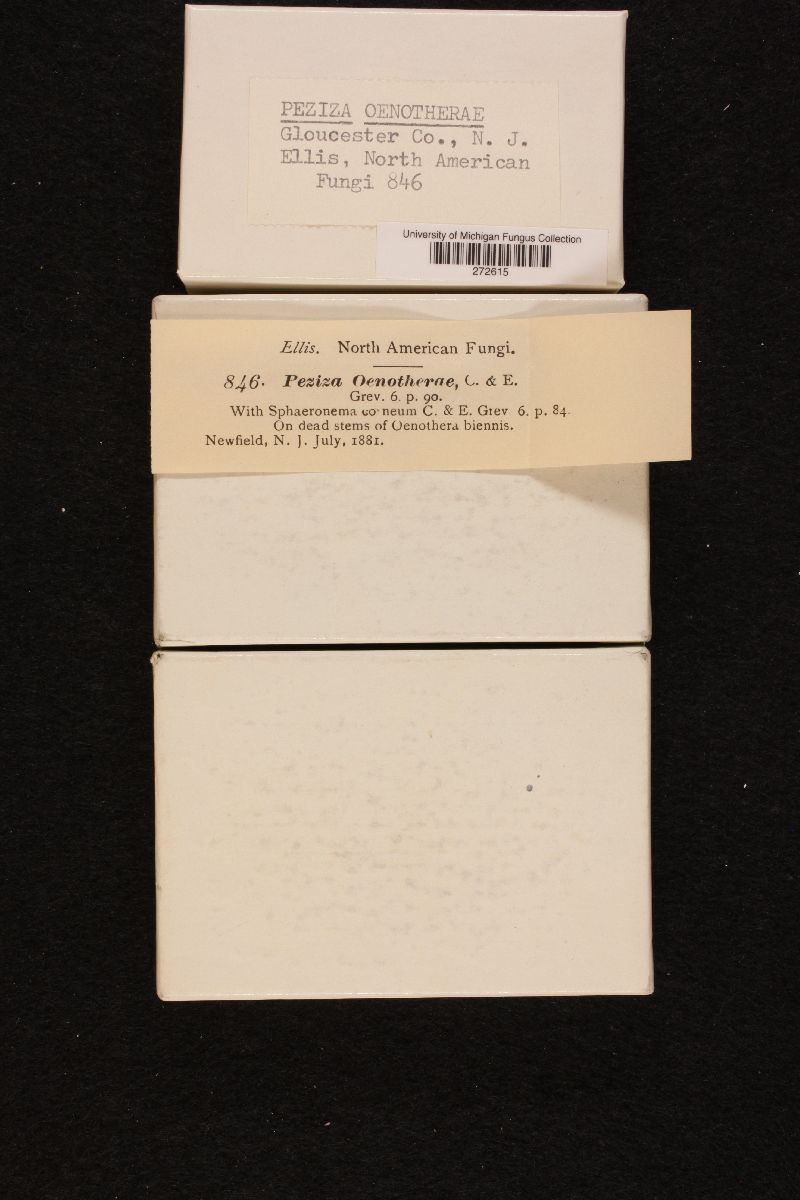 PEZIZA OENOTHERAE
Gloucester Co., N. J.
Ellis, North American
Fungi 846
University of Michigan Fungus Collection
272615
Ellis. North American Fungi.
846. Peziza Oenotherae, C. & E.
Grev. 6. p. 90.
With Sphaeronema corneum C. & E. Grev 6. p. 84.
On dead stems of Oenothera biennis.
Newfield, N. J. July, 1881.